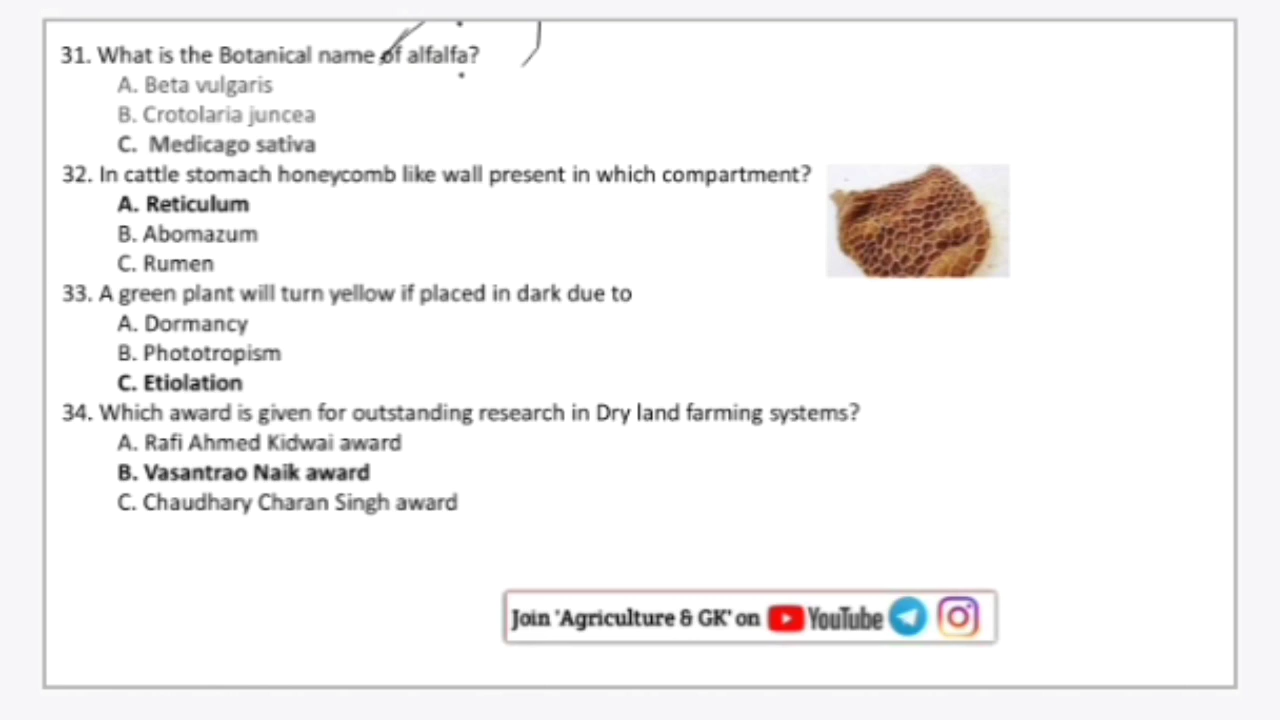 31. What is the Botanical name of alfalfa?
A. Beta vulgaris
B. Crotolaria juncea
C. Medicago sativa
32. In cattle stomach honeycomb like wall present in which compartment?
A. Reticulum
B. Abomazum
C. Rumen
33. A green plant will turn yellow if placed in dark due to
A. Dormancy
B. Phototropism
C. Etiolation
34. Which award is given for outstanding research in Dry land farming systems?
A. Rafi Ahmed Kidwai award
B. Vasantrao Naik award
C. Chaudhary Charan Singh award
Join 'Agriculture & GK' on YouTube